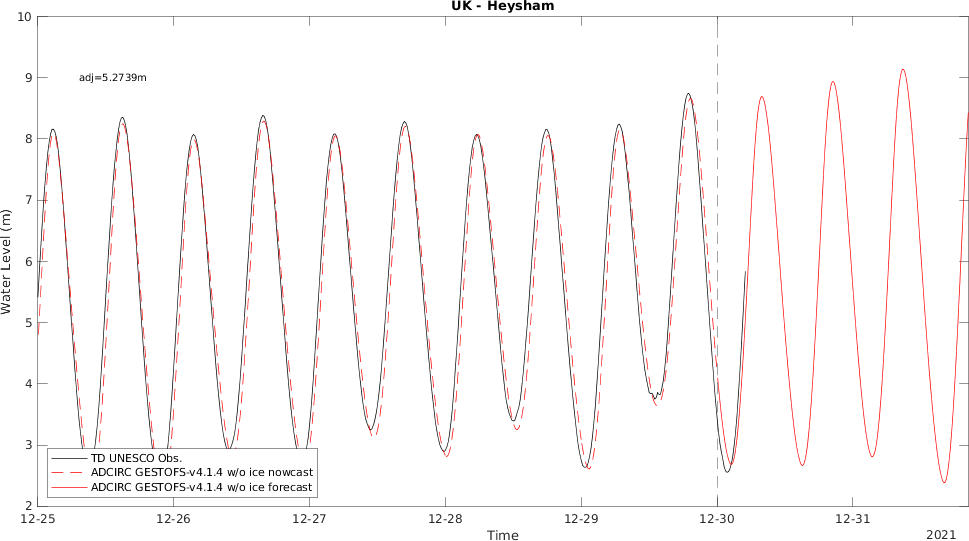 UK - Heysham
10
9
8
7
6
5
4
3
2
Water Level (m)
adj=5.2739m
TD UNESCO Obs.
ADCIRC GESTOFS-v4.1.4 w/o ice nowcast
ADCIRC GESTOFS-v4.1.4 w/o ice forecast
12-25 12-26 12-27 12-28 12-29 12-30 12-31
Time
2021